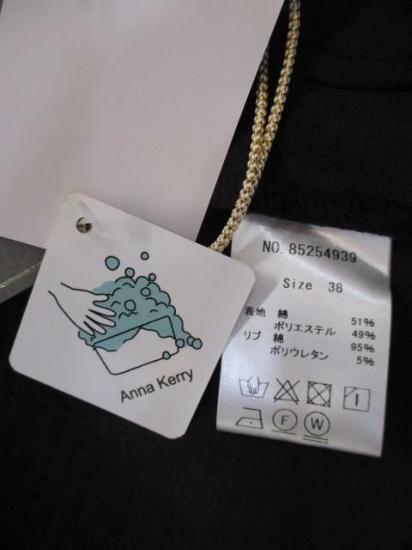 NO. 85254939
Size 38
表地 綿 51%
ポリエステル 49%
リブ 綿 95%
ポリウレタン 5%
F W
Anna Kerry